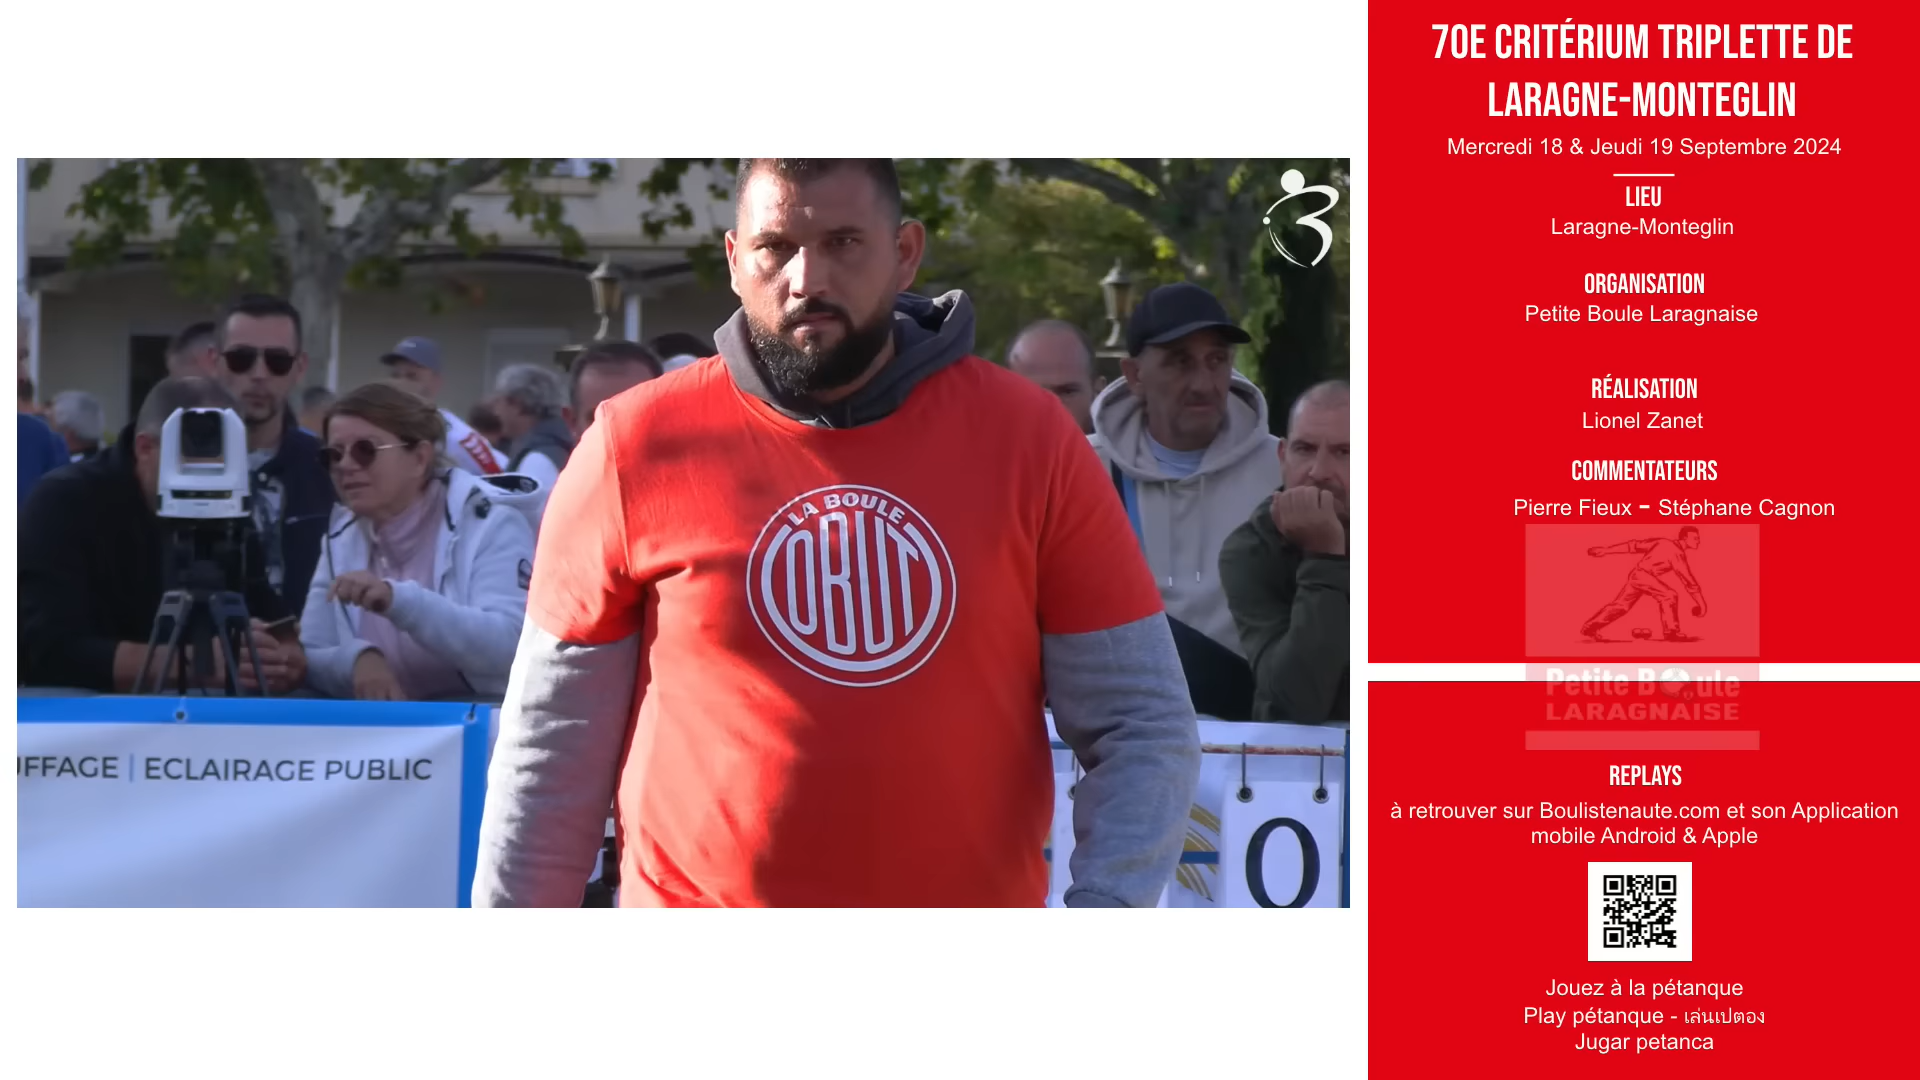 70E CRITÉRIUM TRIPLETTE DE
LARAGNE-MONTEGLIN
Mercredi 18 & Jeudi 19 Septembre 2024
LIEU
Laragne-Monteglin
ORGANISATION
Petite Boule Laragnaise
RÉALISATION
Lionel Zanet
COMMENTATEURS
Pierre Fieux - Stéphane Cagnon
Petite Boule
LARAGNAISE
REPLAYS
à retrouver sur Boulistenaute.com et son Application
mobile Android & Apple
Jouez à la pétanque
Play pétanque - เล่นเปตอง
Jugar petanca
LA BOULE
OBUT
ECLAIRAGE PUBLIC
0